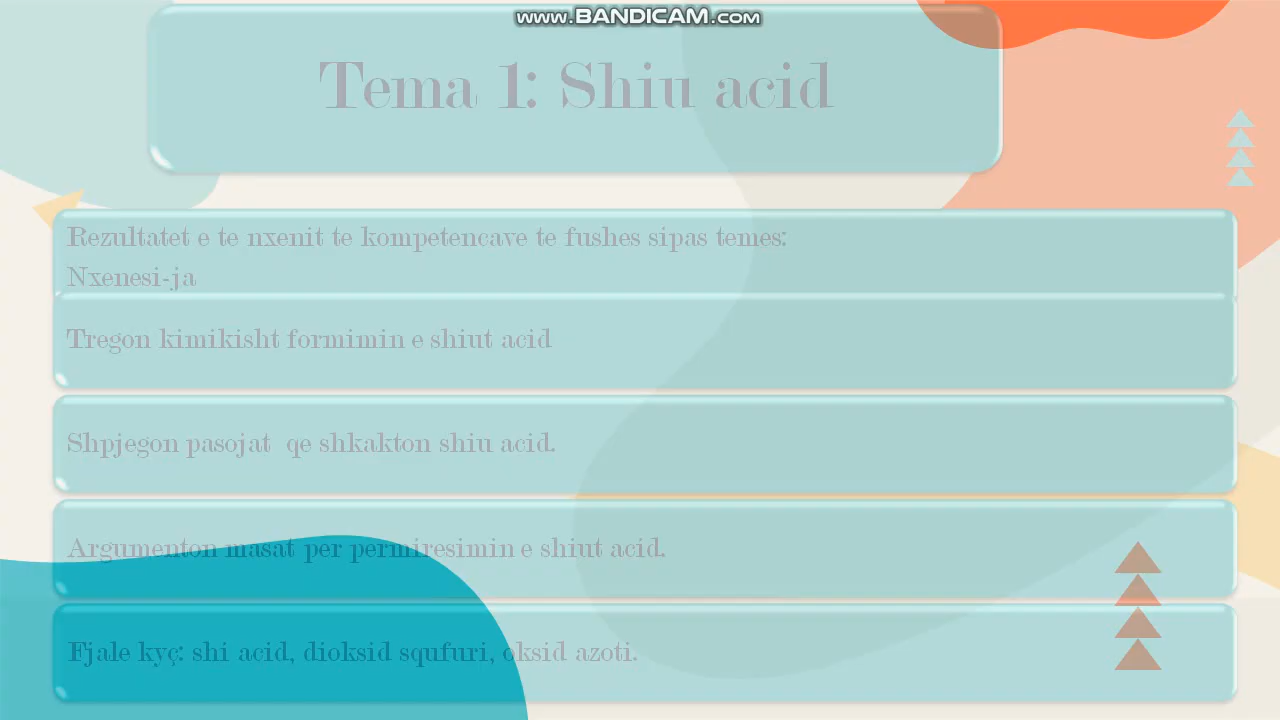 www.BANDICAM.com
Tema 1: Shiu acid
Rezultatet e te nxenit te kompetencave te fushes sipas temes:
Nxenesi-ja
Tregon kimikisht formimin e shiut acid
Shpjegon pasojat qe shkakton shiu acid.
Argumenton masat per permiresimin e shiut acid.
Fjale kyç: shi acid, dioksid squfuri, oksid azoti.